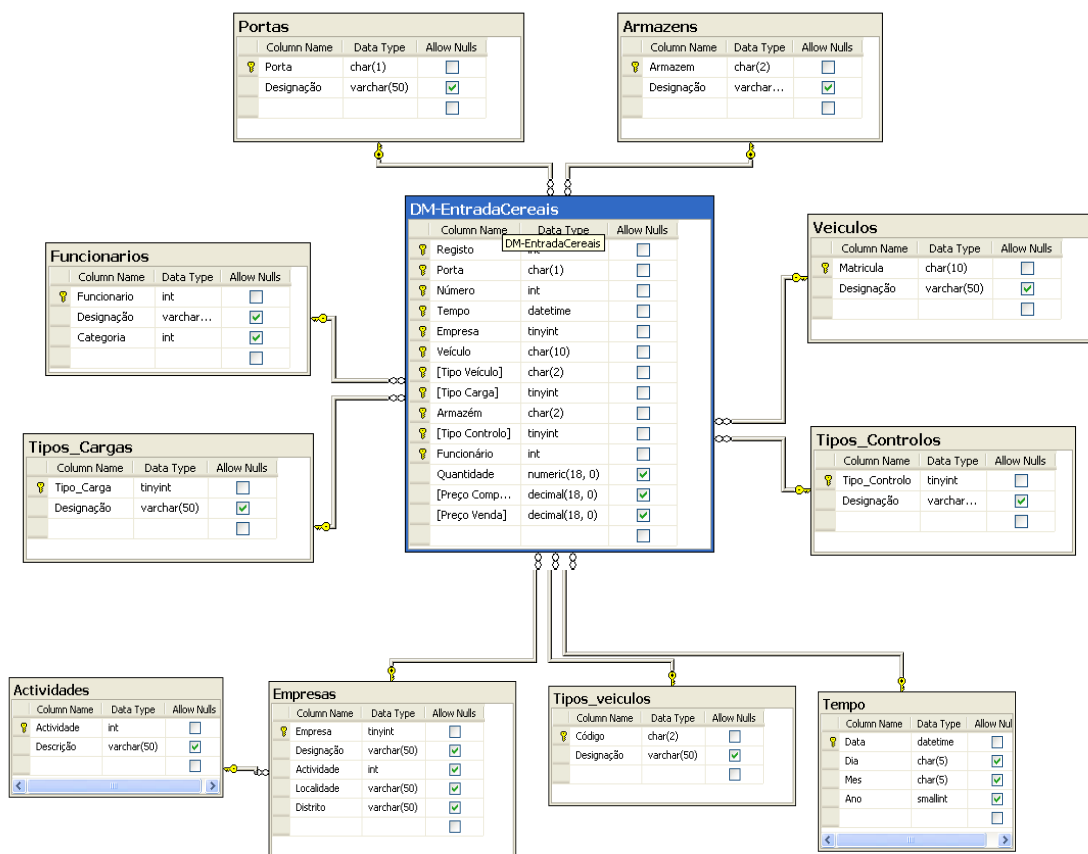 Portas
Column Name Data Type Allow Nulls
Porta char(1)
Designação varchar(50)
Armazens
Column Name Data Type Allow Nulls
Armazem char(2)
Designação varchar...
DM-EntradaCereais
Column Name Data Type Allow Nulls
DM-EntradaCereais
Registo
Porta char(1)
Número int
Tempo datetime
Empresa tinyint
Veículo char(10)
[Tipo Veículo] char(2)
[Tipo Carga] tinyint
Armazém char(2)
[Tipo Controlo] tinyint
Funcionário int
Quantidade numeric(18, 0)
[Preço Comp... decimal(18, 0)
[Preço Venda] decimal(18, 0)
Funcionarios
Column Name Data Type Allow Nulls
Funcionario int
Designação varchar...
Categoria int
Veiculos
Column Name Data Type Allow Nulls
Matricula char(10)
Designação varchar(50)
Tipos_Cargas
Column Name Data Type Allow Nulls
Tipo_Carga tinyint
Designação varchar(50)
Tipos_Controlos
Column Name Data Type Allow Nulls
Tipo_Controlo tinyint
Designação varchar...
Actividades
Column Name Data Type Allow Nulls
Actividade int
Descrição varchar(50)
Empresas
Column Name Data Type Allow Nulls
Empresa tinyint
Designação varchar(50)
Actividade int
Localidade varchar(50)
Distrito varchar(50)
Tipos_veiculos
Column Name Data Type Allow Nulls
Código char(2)
Designação varchar(50)
Tempo
Column Name Data Type Allow Nul
Data datetime
Dia char(5)
Mes char(5)
Ano smallint